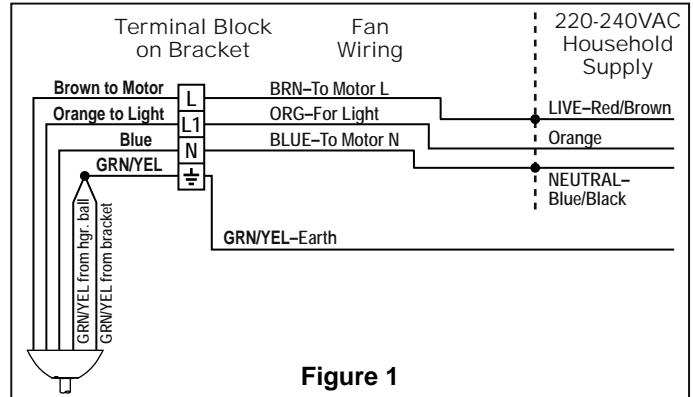 Terminal Block
on Bracket
Fan
Wiring
220-240VAC
Household
Supply
Brown to Motor
L
BRN–To Motor L
LIVE–Red/Brown
Orange to Light
L1
ORG–For Light
Orange
Blue
N
BLUE–To Motor N
NEUTRAL–
Blue/Black
GRN/YEL
GRN/YEL–Earth
GRN/YEL from hgr. ball
GRN/YEL from bracket
Figure 1